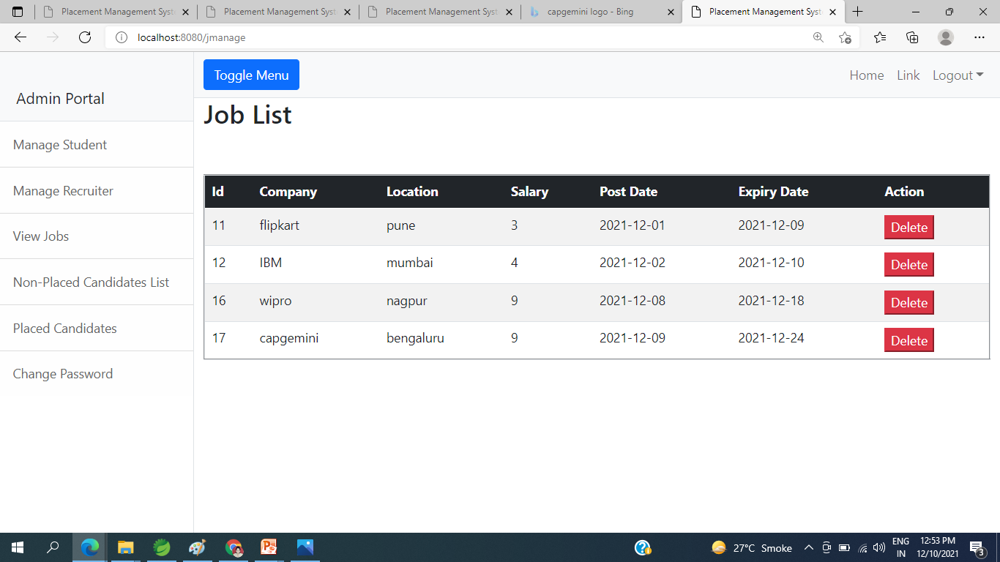 Placement Management Syst
Placement Management Syst
Placement Management Syst
capgemini logo - Bing
Placement Management Syst
localhost:8080/jmanage
Toggle Menu
Home Link Logout
Admin Portal
Manage Student
Manage Recruiter
View Jobs
Non-Placed Candidates List
Placed Candidates
Change Password
Job List
Id Company Location Salary Post Date Expiry Date Action
11 flipkart pune 3 2021-12-01 2021-12-09 Delete
12 IBM mumbai 4 2021-12-02 2021-12-10 Delete
16 wipro nagpur 9 2021-12-08 2021-12-18 Delete
17 capgemini bengaluru 9 2021-12-09 2021-12-24 Delete
27°C Smoke
ENG
IN
12:53 PM
12/10/2021
3